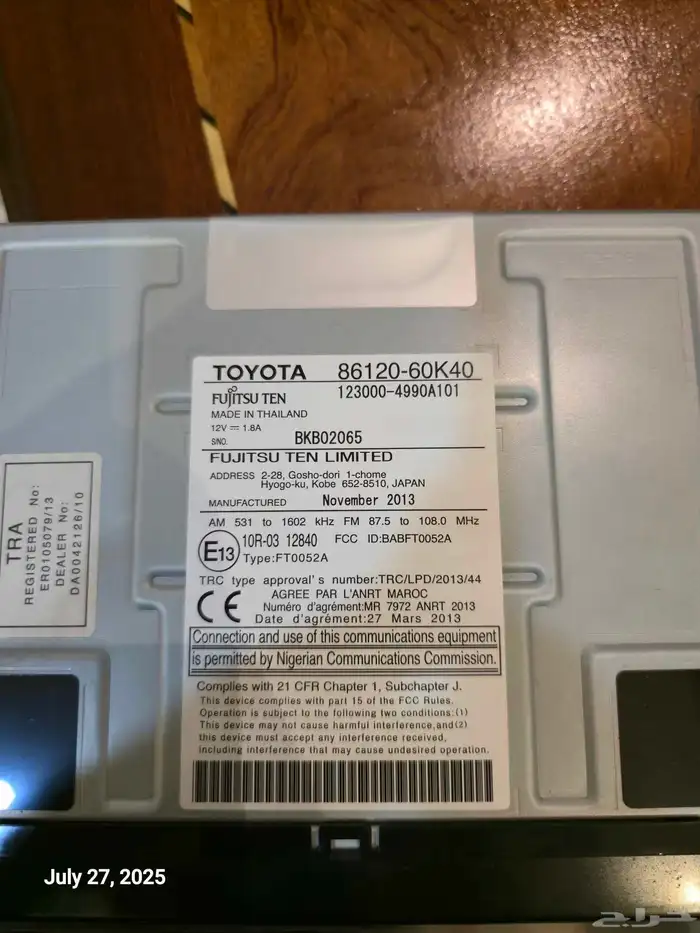 TOYOTA 86120-60K40
FUJITSU TEN 123000-4990A101
MADE IN THAILAND
12V ⎓ 1.8A
S/NO. BKB02065
FUJITSU TEN LIMITED
ADDRESS 2-28, Gosho-dori 1-chome
Hyogo-ku, Kobe 652-8510, JAPAN
MANUFACTURED November 2013
AM 531 to 1602 kHz FM 87.5 to 108.0 MHz
E13 10R-03 12840 FCC ID:BABFT0052A
Type:FT0052A
TRC type approval's number:TRC/LPD/2013/44
AGREE PAR L'ANRT MAROC
CE Numéro d'agrément:MR 7972 ANRT 2013
Date d'agrément:27 Mars 2013
Connection and use of this communications equipment
is permitted by Nigerian Communications Commission.
Complies with 21 CFR Chapter 1, Subchapter J.
This device complies with part 15 of the FCC Rules.
Operation is subject to the following two conditions:(1)
This device may not cause harmful interference,and(2)
this device must accept any interference received,
including interference that may cause undesired operation.
TRA
REGISTERED No:
ER0105079/13
DEALER No:
DA0042126/10
July 27, 2025
حراج